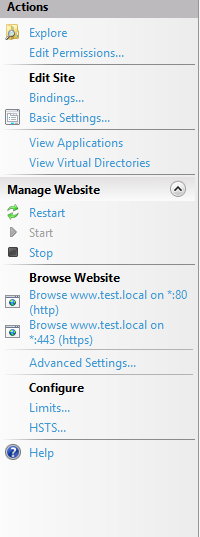 Actions
Explore
Edit Permissions...
Edit Site
Bindings...
Basic Settings...
View Applications
View Virtual Directories
Manage Website
Restart
Start
Stop
Browse Website
Browse www.test.local on *:80
(http)
Browse www.test.local on
*:443 (https)
Advanced Settings...
Configure
Limits...
HSTS...
Help